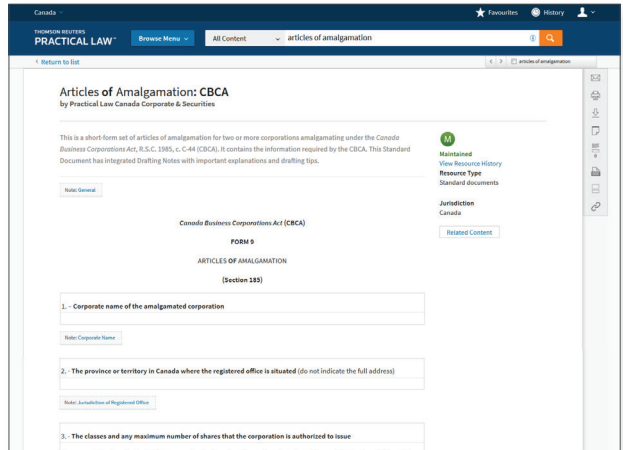 Canada
Favourites
History
THOMSON REUTERS
PRACTICAL LAW™
Browse Menu
All Content
articles of amalgamation
Return to list
articles of amalgamation
Articles of Amalgamation: CBCA
by Practical Law Canada Corporate & Securities
This is a short-form set of articles of amalgamation for two or more corporations amalgamating under the Canada
Business Corporations Act, R.S.C. 1985, c. C-44 (CBCA). It contains the information required by the CBCA. This Standard
Document has integrated Drafting Notes with important explanations and drafting tips.
M
Maintained
View Resource History
Resource Type
Standard documents
Jurisdiction
Canada
Related Content
Note: General
Canada Business Corporations Act (CBCA)
FORM 9
ARTICLES OF AMALGAMATION
(Section 185)
1. - Corporate name of the amalgamated corporation
Note: Corporate Name
2. - The province or territory in Canada where the registered office is situated (do not indicate the full address)
Note: Jurisdiction of Registered Office
3. - The classes and any maximum number of shares that the corporation is authorized to issue
0